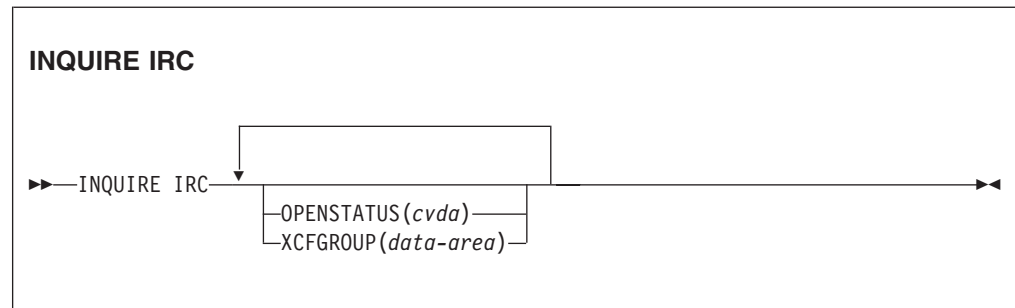 INQUIRE IRC
INQUIRE IRC
OPENSTATUS(cvda)
XCFGROUP(data-area)